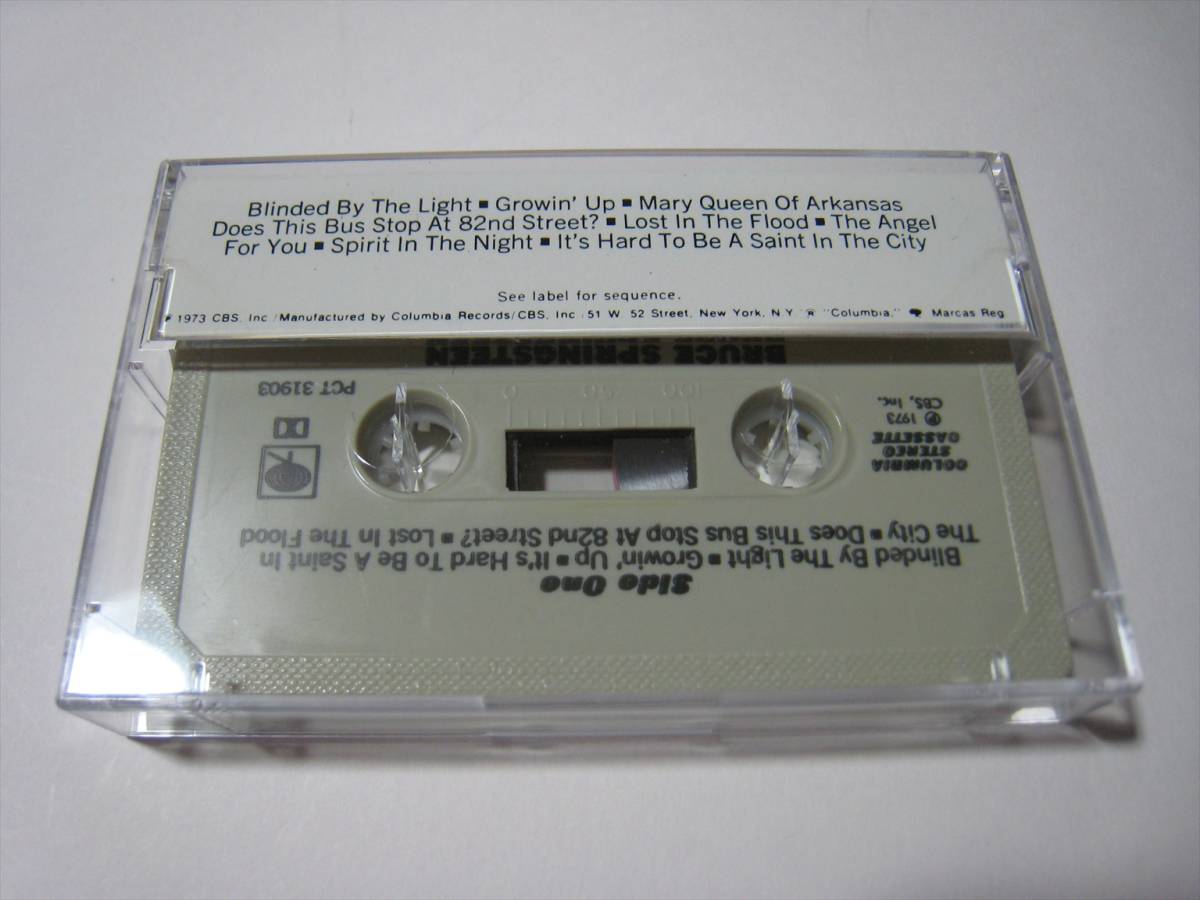 Blinded By The Light ▪ Growin' Up ▪ Mary Queen Of Arkansas
Does This Bus Stop At 82nd Street? ▪ Lost In The Flood ▪ The Angel
For You ▪ Spirit In The Night ▪ It's Hard To Be A Saint In The City
See label for sequence.
℗ 1973 CBS, Inc./Manufactured by Columbia Records/CBS, Inc./51 W. 52 Street, New York, N.Y. ® "Columbia," Marcas Reg.
Side One
Blinded By The Light ▪ Growin' Up ▪ It's Hard To Be A Saint In
The City ▪ Does This Bus Stop At 82nd Street? ▪ Lost In The Flood
COLUMBIA
STEREO
CASSETTE
℗ 1973
CBS, Inc.
100 50 0
PCT 31903
BRUCE SPRINGSTEEN